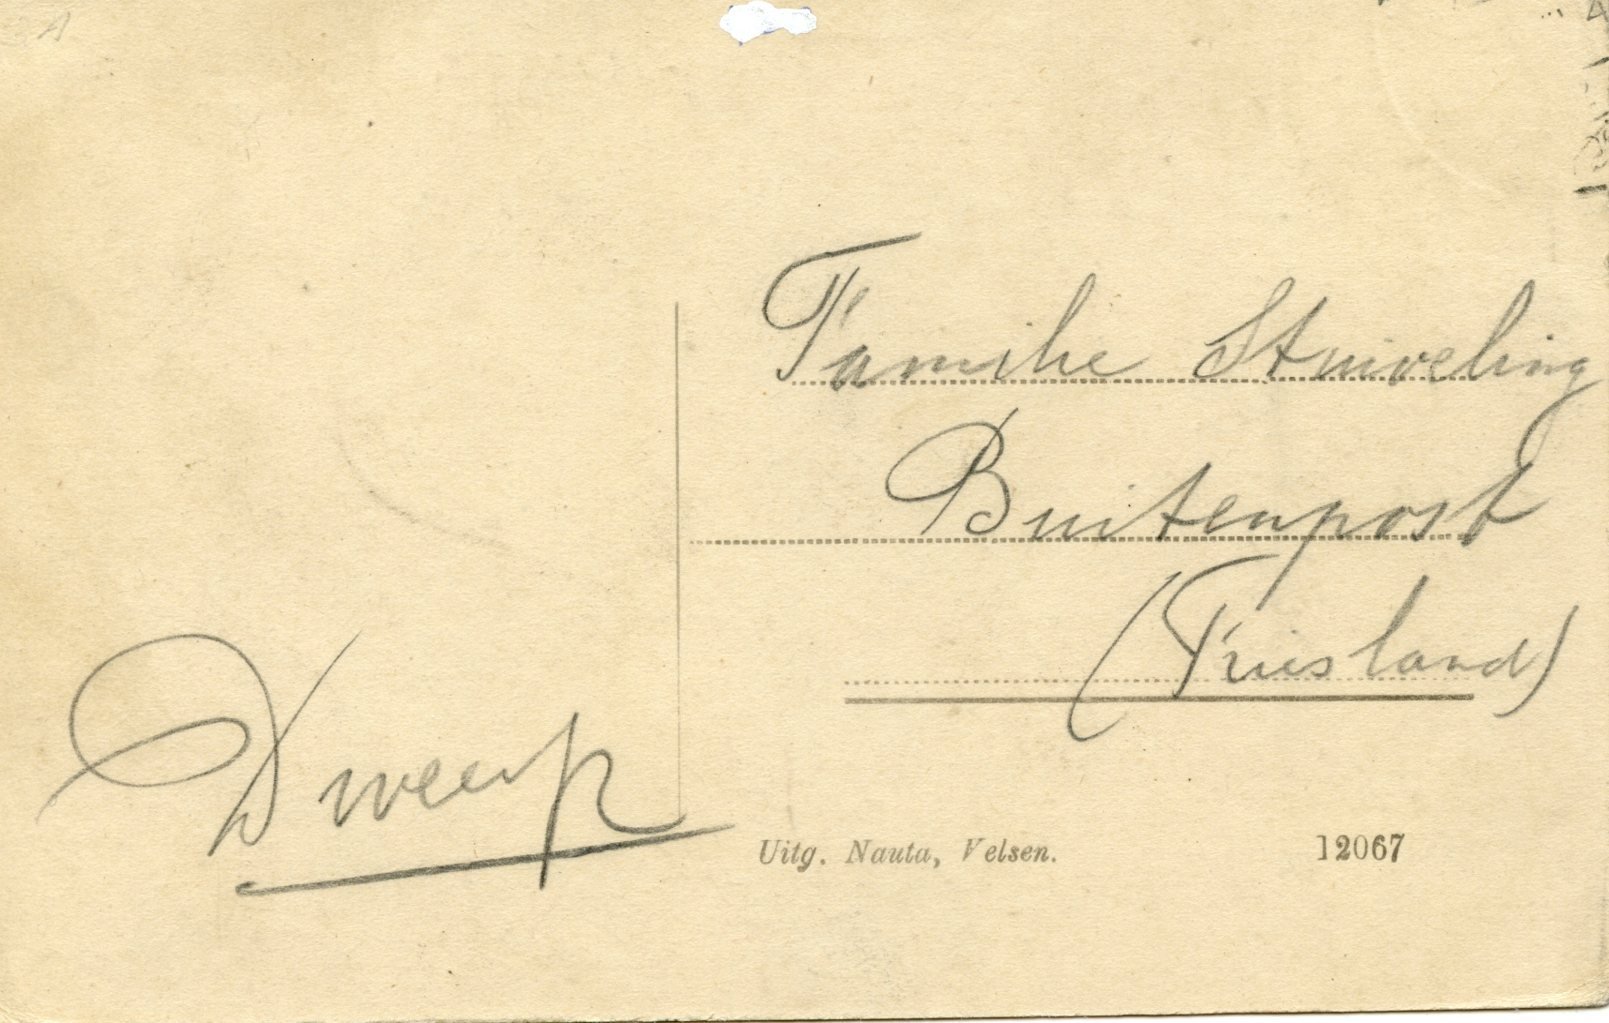 Familie Stuiveling
Buitenpost
(Friesland)
Dweep
Uitg. Nauta, Velsen.
12067